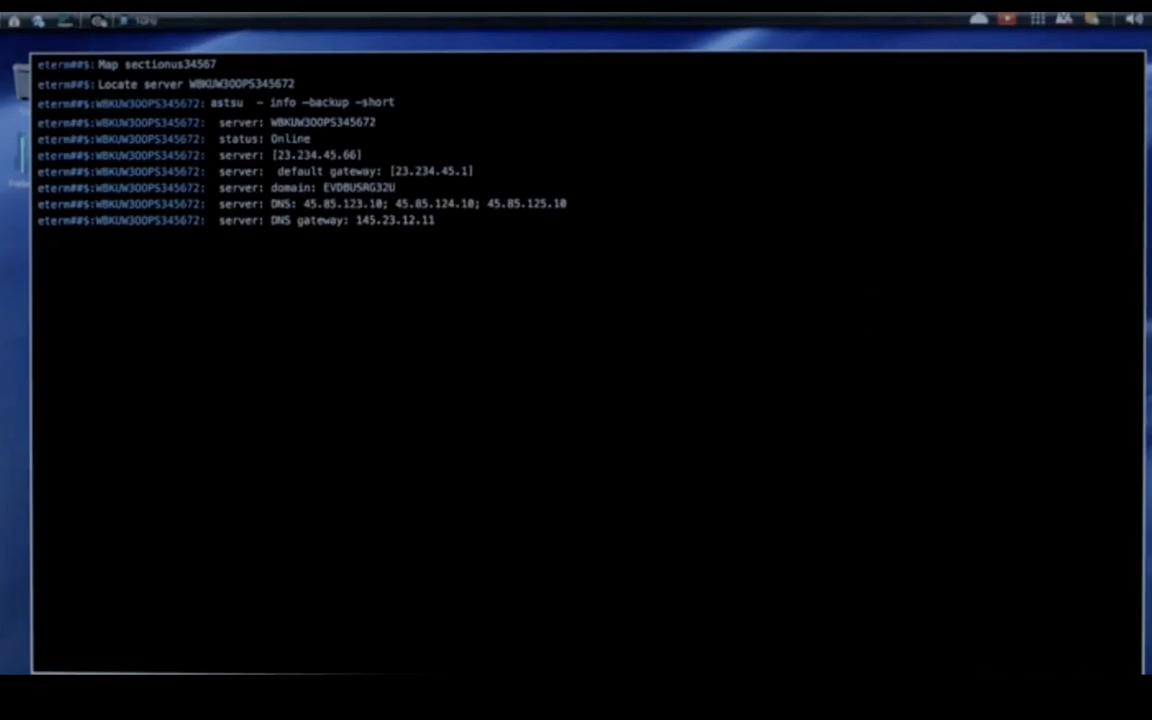 eterm##$: Map sectionus34567
eterm##$: Locate server WBKUW3OOPS345672
eterm##$:WBKUW3OOPS345672: astsu – info –backup –short
eterm##$:WBKUW3OOPS345672: server: WBKUW3OOPS345672
eterm##$:WBKUW3OOPS345672: status: Online
eterm##$:WBKUW3OOPS345672: server: [23.234.45.66]
eterm##$:WBKUW3OOPS345672: server: default gateway: [23.234.45.1]
eterm##$:WBKUW3OOPS345672: server: domain: EVDBUSRG32U
eterm##$:WBKUW3OOPS345672: server: DNS: 45.85.123.10; 45.85.124.10; 45.85.125.10
eterm##$:WBKUW3OOPS345672: server: DNS gateway: 145.23.12.11